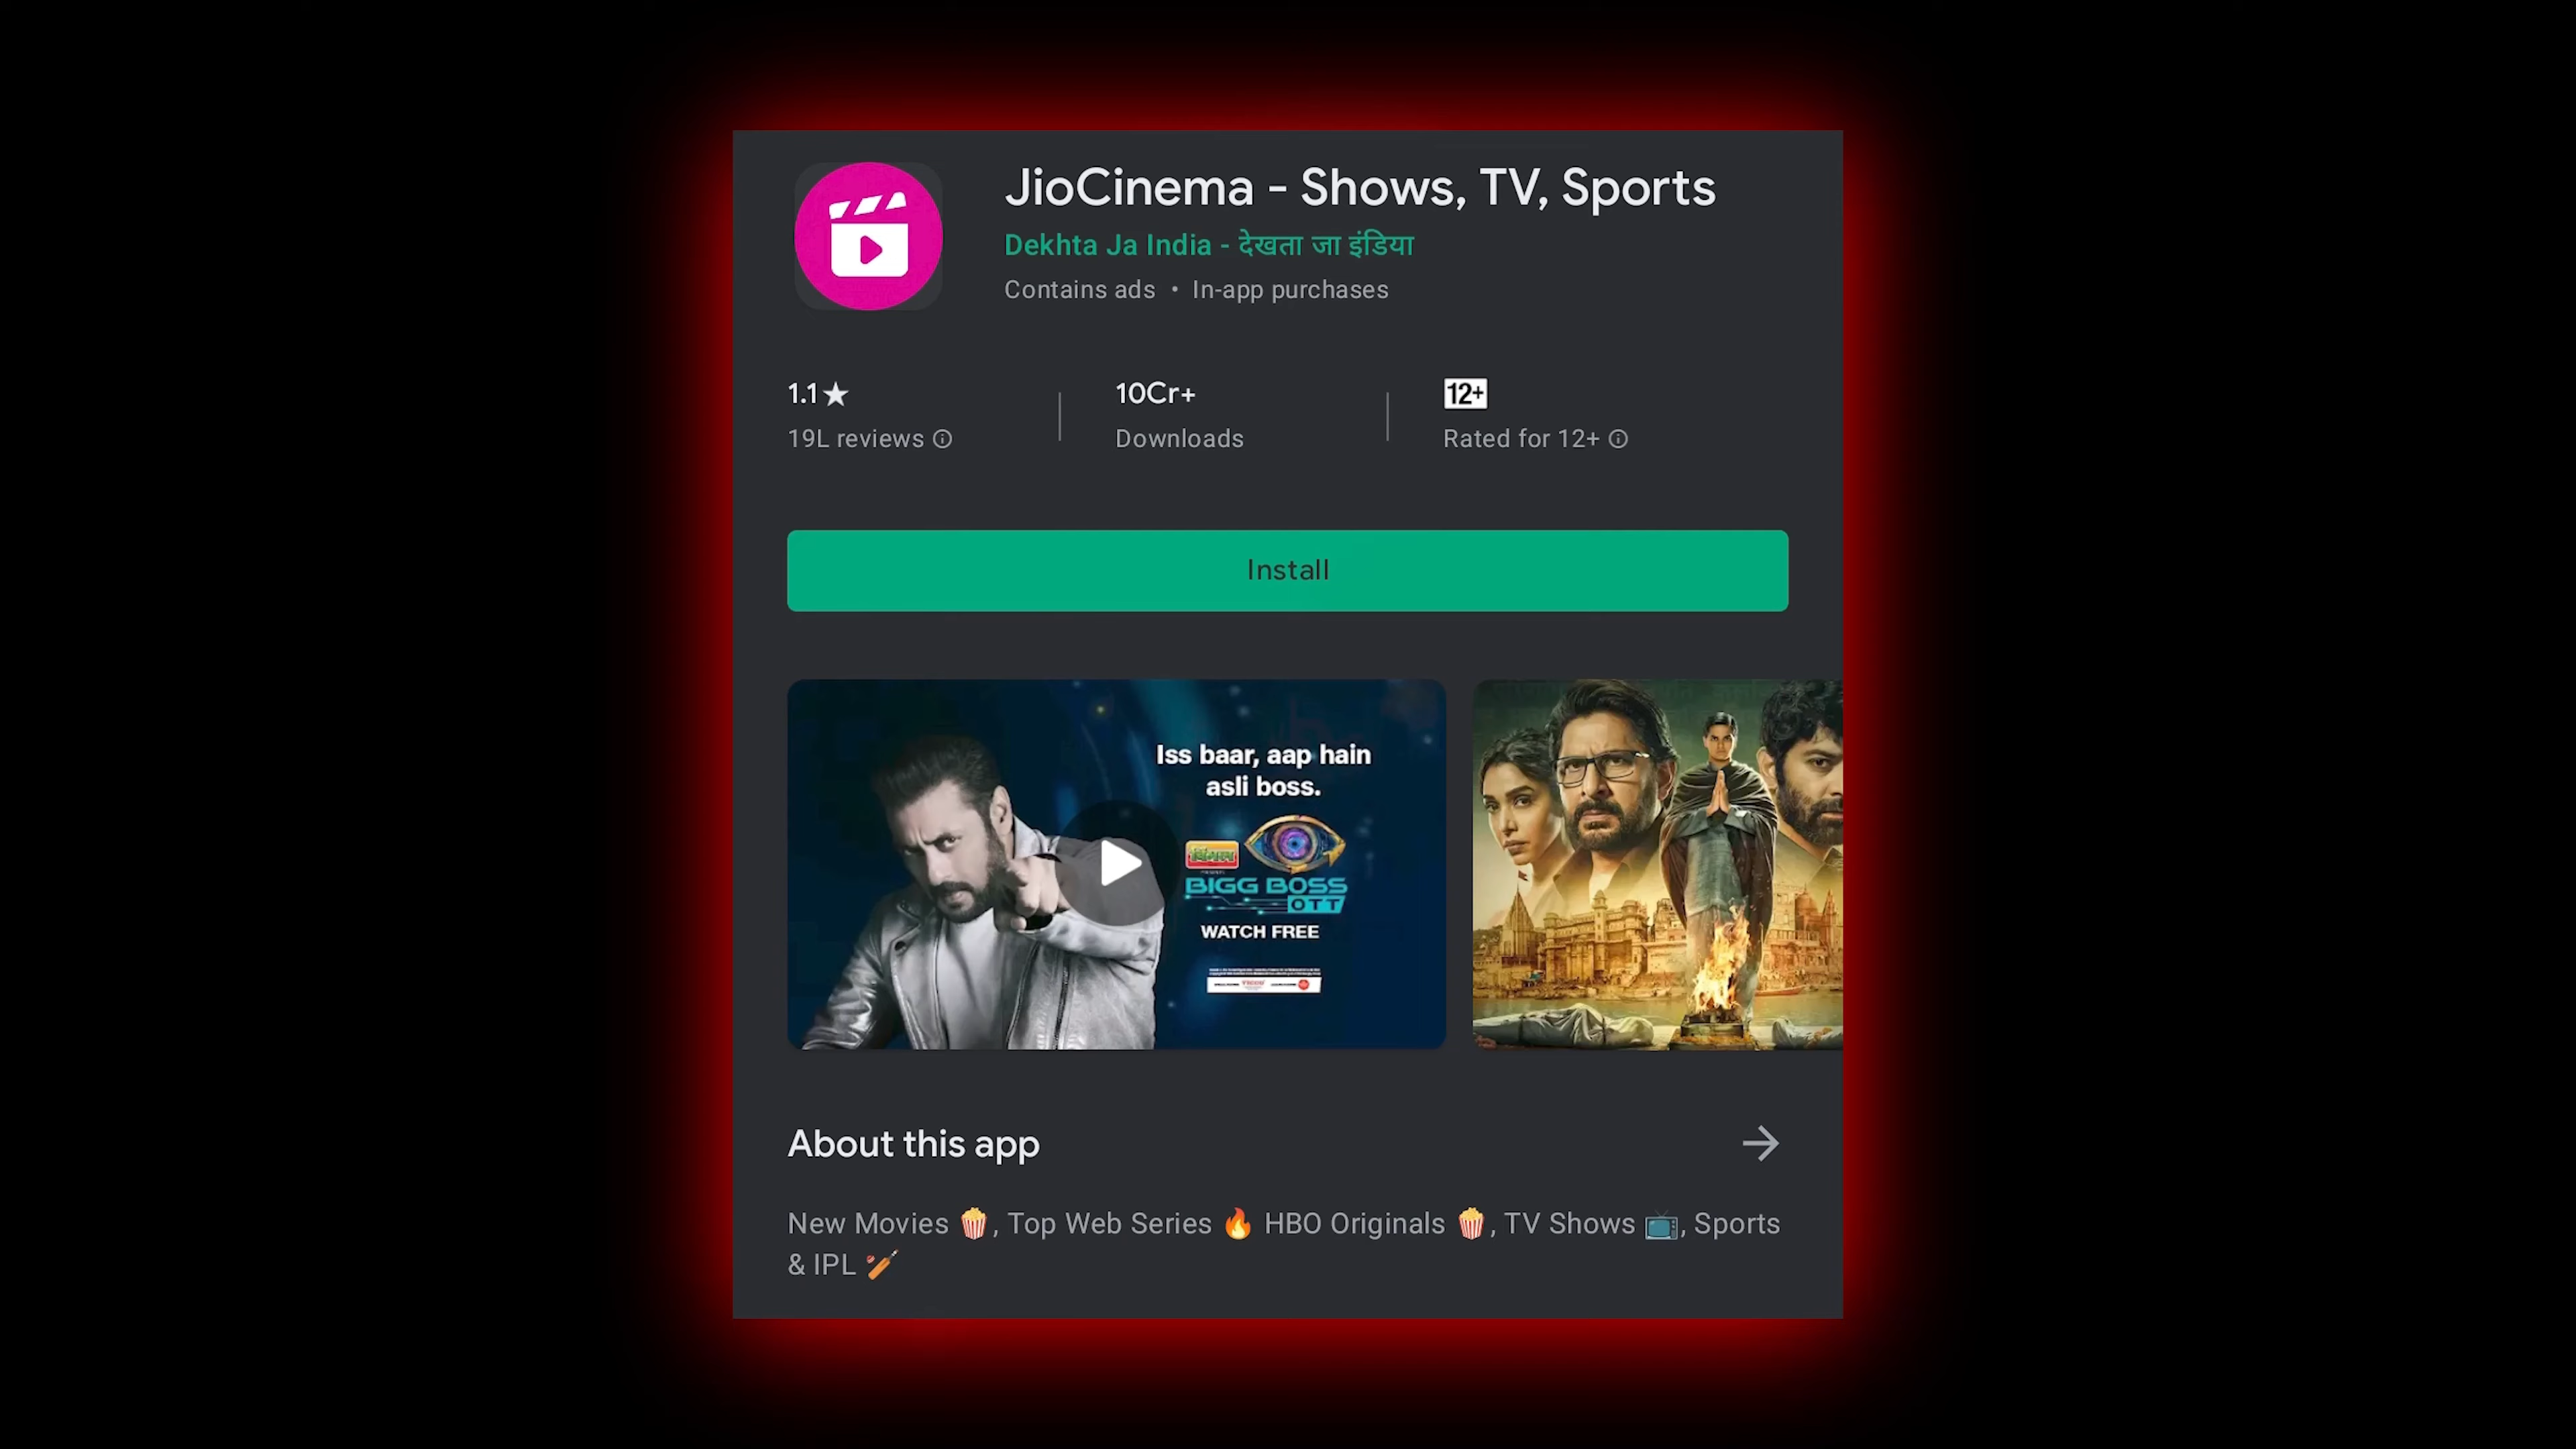 JioCinema - Shows, TV, Sports
Dekhta Ja India - देखता जा इंडिया
Contains ads • In-app purchases
1.1★
19L reviews
10Cr+
Downloads
12+
Rated for 12+
Install
Iss baar, aap hain
asli boss.
BIGG BOSS
OTT
WATCH FREE
About this app
New Movies 🍿, Top Web Series 🔥 HBO Originals 🍿, TV Shows 📺, Sports
& IPL 🏏